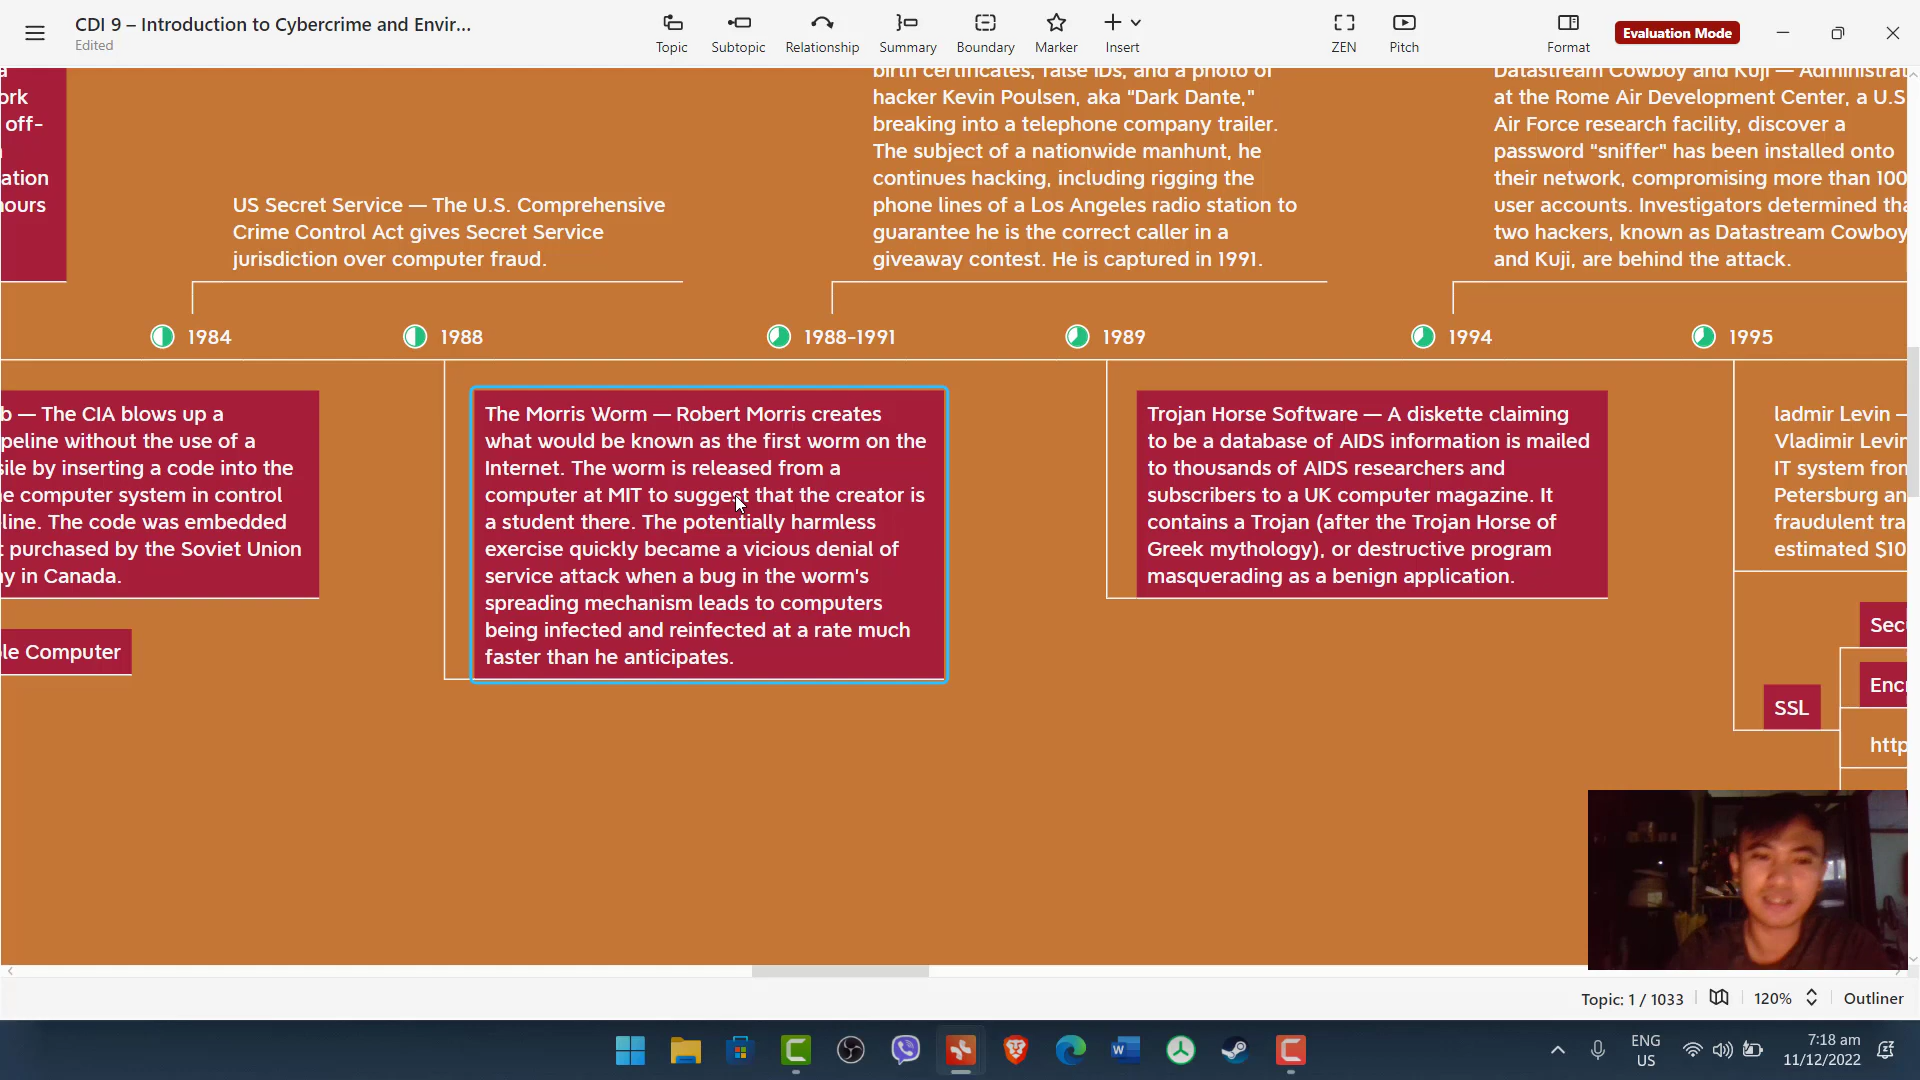 CDI 9 – Introduction to Cybercrime and Envir...
Edited
Topic
Subtopic
Relationship
Summary
Boundary
Marker
Insert
ZEN
Pitch
Format
Evaluation Mode
a
ork
off-
ation
ours
US Secret Service — The U.S. Comprehensive
Crime Control Act gives Secret Service
jurisdiction over computer fraud.
birth certificates, false IDs, and a photo of
hacker Kevin Poulsen, aka "Dark Dante,"
breaking into a telephone company trailer.
The subject of a nationwide manhunt, he
continues hacking, including rigging the
phone lines of a Los Angeles radio station to
guarantee he is the correct caller in a
giveaway contest. He is captured in 1991.
Datastream Cowboy and Kuji — Administrat
at the Rome Air Development Center, a U.S
Air Force research facility, discover a
password "sniffer" has been installed onto
their network, compromising more than 100
user accounts. Investigators determined tha
two hackers, known as Datastream Cowboy
and Kuji, are behind the attack.
1984
1988
1988-1991
1989
1994
1995
b — The CIA blows up a
peline without the use of a
sile by inserting a code into the
e computer system in control
line. The code was embedded
t purchased by the Soviet Union
ay in Canada.
le Computer
The Morris Worm — Robert Morris creates
what would be known as the first worm on the
Internet. The worm is released from a
computer at MIT to suggest that the creator is
a student there. The potentially harmless
exercise quickly became a vicious denial of
service attack when a bug in the worm's
spreading mechanism leads to computers
being infected and reinfected at a rate much
faster than he anticipates.
Trojan Horse Software — A diskette claiming
to be a database of AIDS information is mailed
to thousands of AIDS researchers and
subscribers to a UK computer magazine. It
contains a Trojan (after the Trojan Horse of
Greek mythology), or destructive program
masquerading as a benign application.
ladmir Levin —
Vladimir Levin
IT system from
Petersburg an
fraudulent tra
estimated $10
SSL
Secu
Encr
http
Topic: 1 / 1033
120%
Outliner
ENG
US
7:18 am
11/12/2022